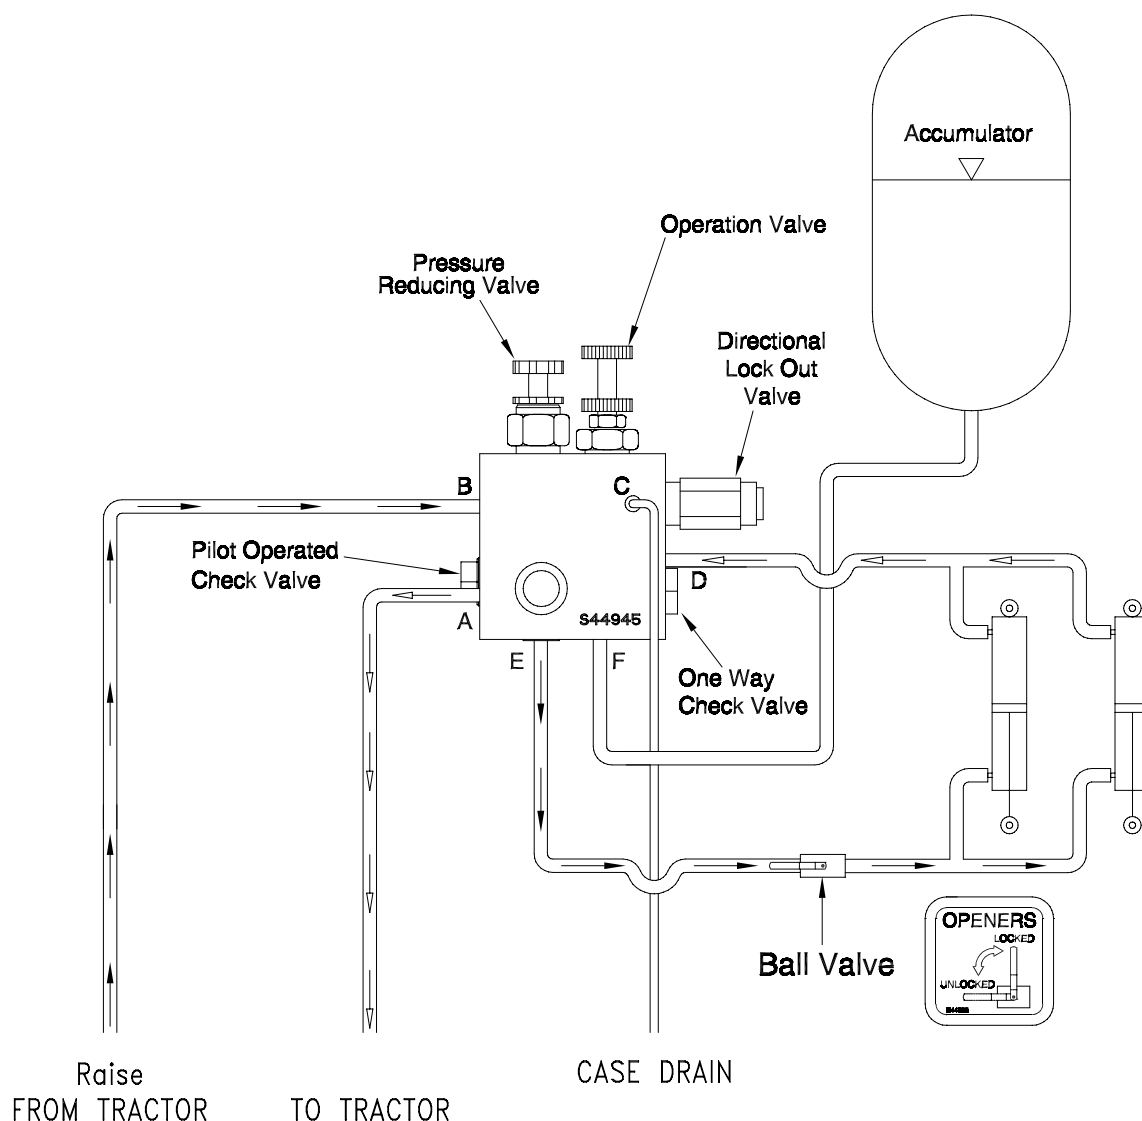 Accumulator
Operation Valve
Pressure
Reducing Valve
Directional
Lock Out
Valve
B
C
Pilot Operated
Check Valve
D
A
S44945
E
F
One Way
Check Valve
Ball Valve
OPENERS
LOCKED
UNLOCKED
Raise
FROM TRACTOR
TO TRACTOR
CASE DRAIN